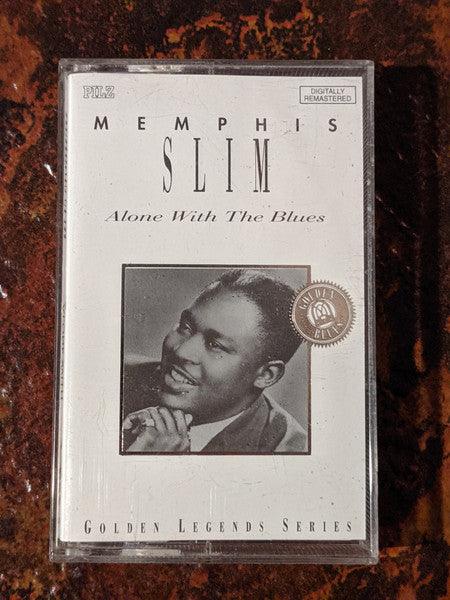 PILZ
DIGITALLY
REMASTERED
MEMPHIS
SLIM
Alone With The Blues
GOLDEN
BLUES
GOLDEN LEGENDS SERIES